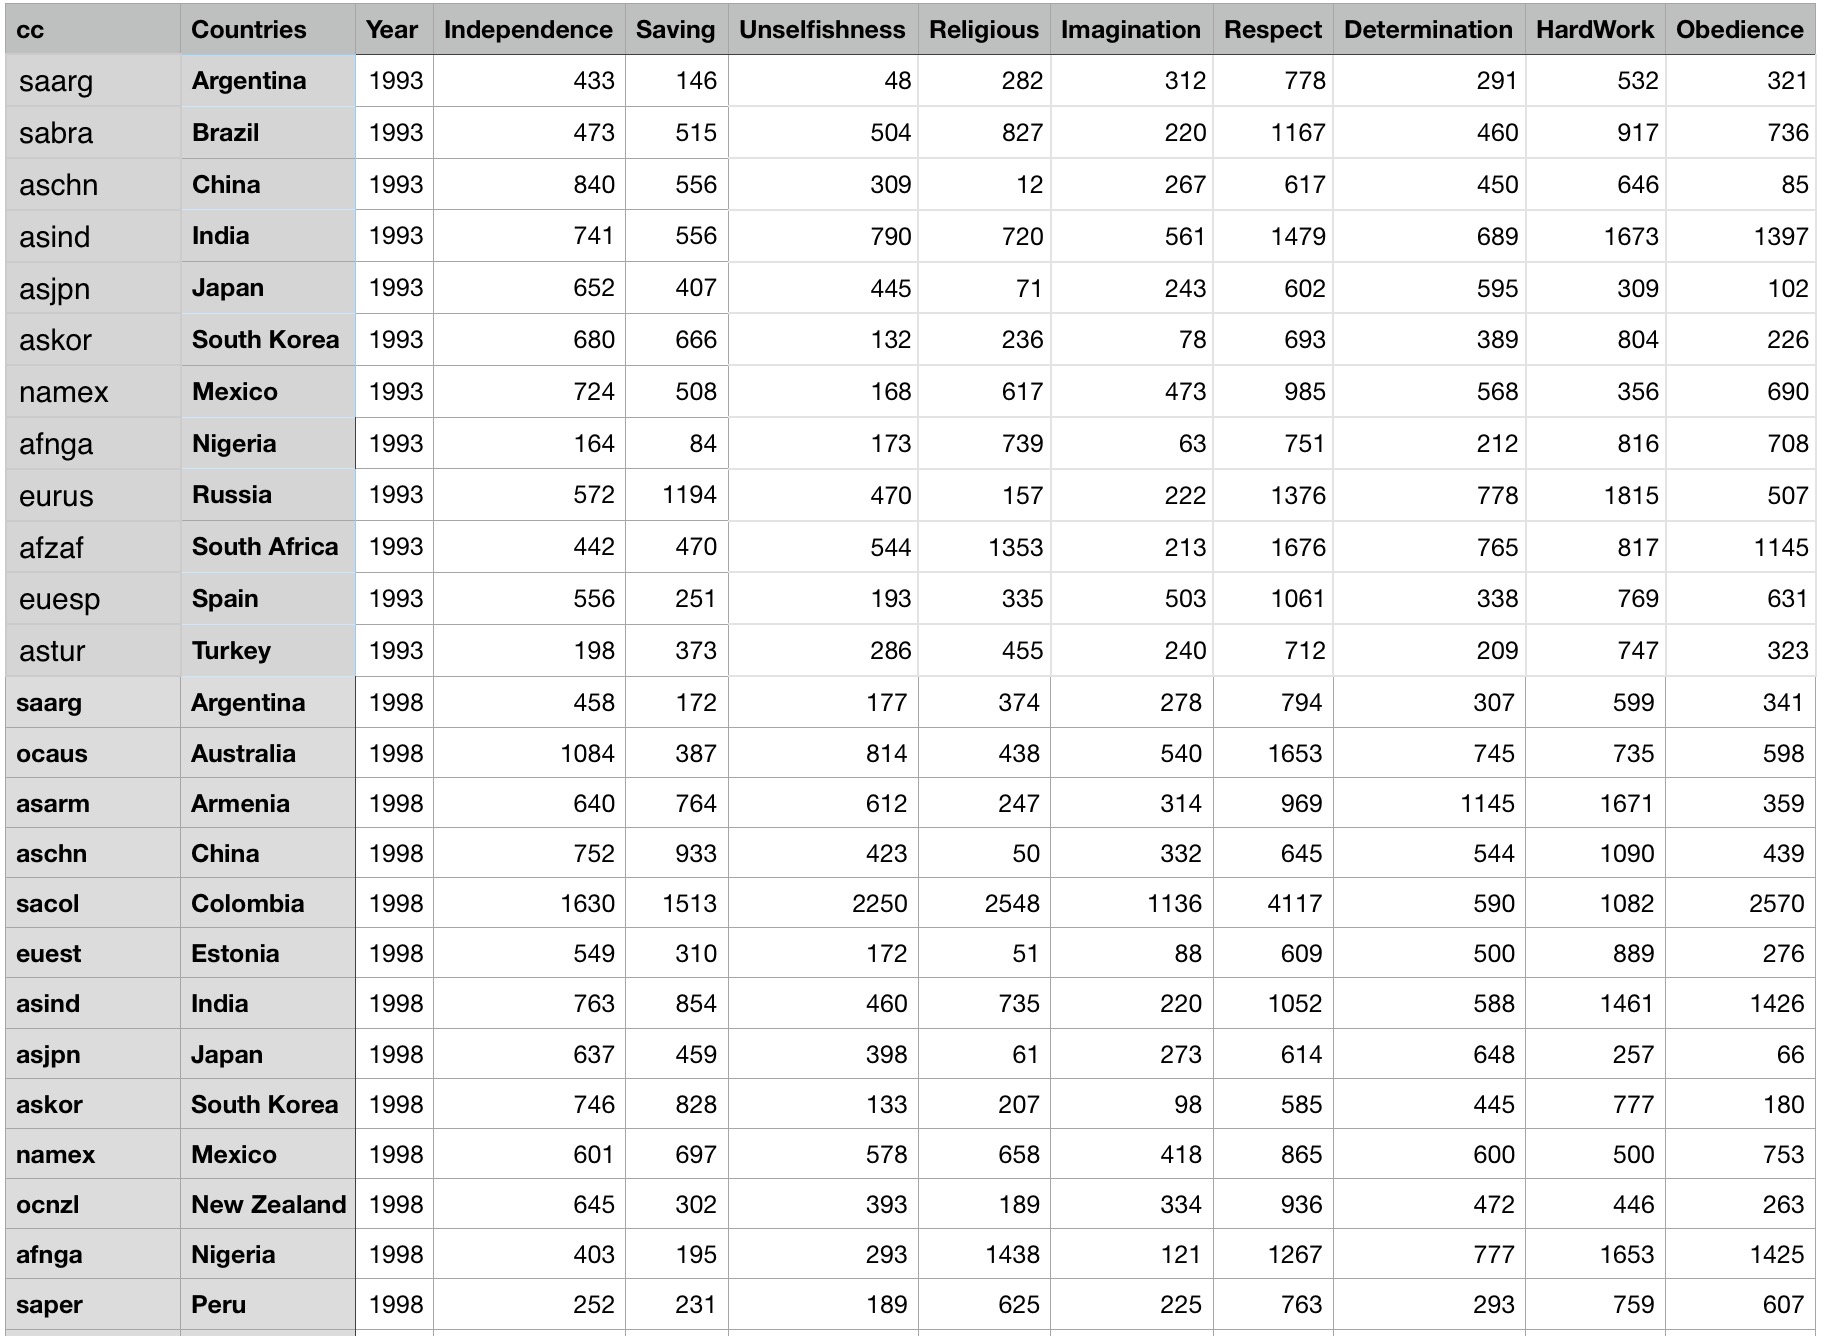 cc Countries Year Independence Saving Unselfishness Religious Imagination Respect Determination HardWork Obedience
saarg Argentina 1993 433 146 48 282 312 778 291 532 321
sabra Brazil 1993 473 515 504 827 220 1167 460 917 736
aschn China 1993 840 556 309 12 267 617 450 646 85
asind India 1993 741 556 790 720 561 1479 689 1673 1397
asjpn Japan 1993 652 407 445 71 243 602 595 309 102
askor South Korea 1993 680 666 132 236 78 693 389 804 226
namex Mexico 1993 724 508 168 617 473 985 568 356 690
afnga Nigeria 1993 164 84 173 739 63 751 212 816 708
eurus Russia 1993 572 1194 470 157 222 1376 778 1815 507
afzaf South Africa 1993 442 470 544 1353 213 1676 765 817 1145
euesp Spain 1993 556 251 193 335 503 1061 338 769 631
astur Turkey 1993 198 373 286 455 240 712 209 747 323
saarg Argentina 1998 458 172 177 374 278 794 307 599 341
ocaus Australia 1998 1084 387 814 438 540 1653 745 735 598
asarm Armenia 1998 640 764 612 247 314 969 1145 1671 359
aschn China 1998 752 933 423 50 332 645 544 1090 439
sacol Colombia 1998 1630 1513 2250 2548 1136 4117 590 1082 2570
euest Estonia 1998 549 310 172 51 88 609 500 889 276
asind India 1998 763 854 460 735 220 1052 588 1461 1426
asjpn Japan 1998 637 459 398 61 273 614 648 257 66
askor South Korea 1998 746 828 133 207 98 585 445 777 180
namex Mexico 1998 601 697 578 658 418 865 600 500 753
ocnzl New Zealand 1998 645 302 393 189 334 936 472 446 263
afnga Nigeria 1998 403 195 293 1438 121 1267 777 1653 1425
saper Peru 1998 252 231 189 625 225 763 293 759 607